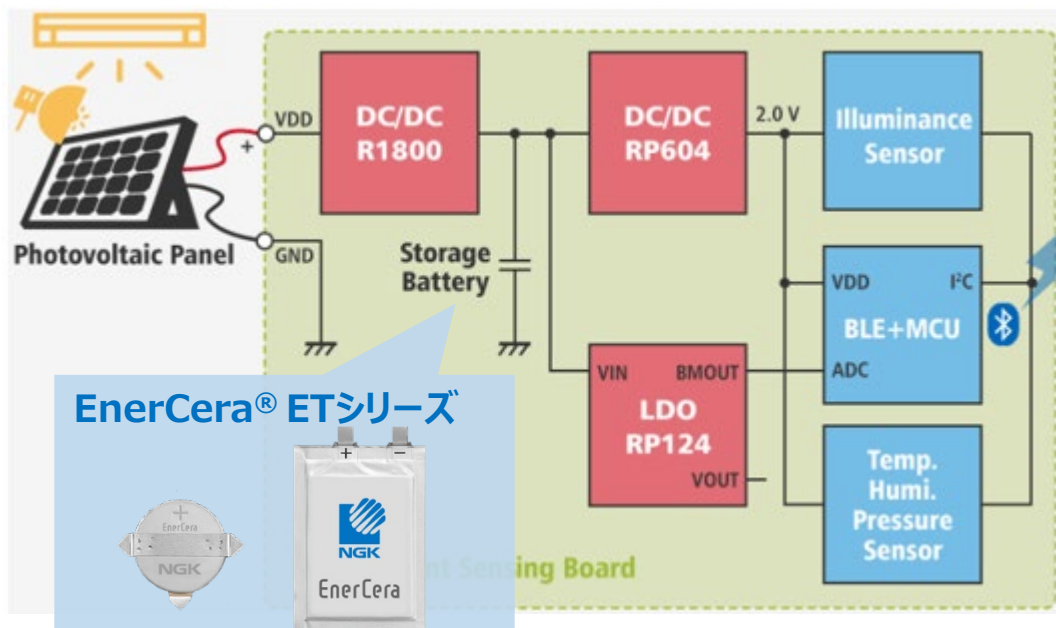 VDD
+
GND
Photovoltaic Panel
DC/DC
R1800
DC/DC
RP604
2.0 V
Illuminance
Sensor
Storage
Battery
VDD
I²C
BLE+MCU
ADC
VIN
BMOUT
LDO
RP124
VOUT
Temp.
Humi.
Pressure
Sensor
EnerCera® ETシリーズ
+
EnerCera
NGK
+ −
NGK
EnerCera
Sensing Board